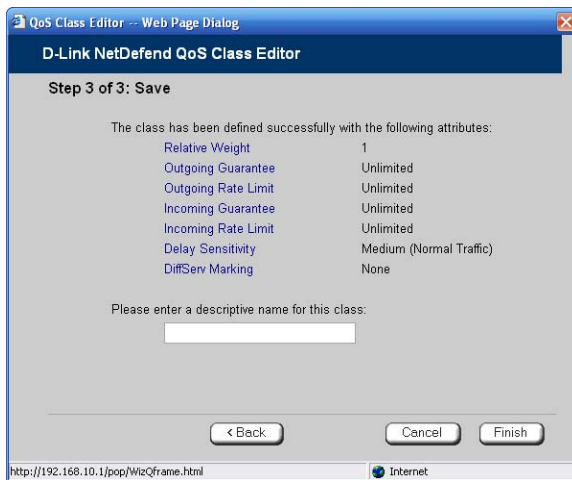 QoS Class Editor -- Web Page Dialog
D-Link NetDefend QoS Class Editor
Step 3 of 3: Save
The class has been defined successfully with the following attributes:
Relative Weight 1
Outgoing Guarantee Unlimited
Outgoing Rate Limit Unlimited
Incoming Guarantee Unlimited
Incoming Rate Limit Unlimited
Delay Sensitivity Medium (Normal Traffic)
DiffServ Marking None
Please enter a descriptive name for this class:
< Back Cancel Finish
http://192.168.10.1/pop/WizQframe.html Internet